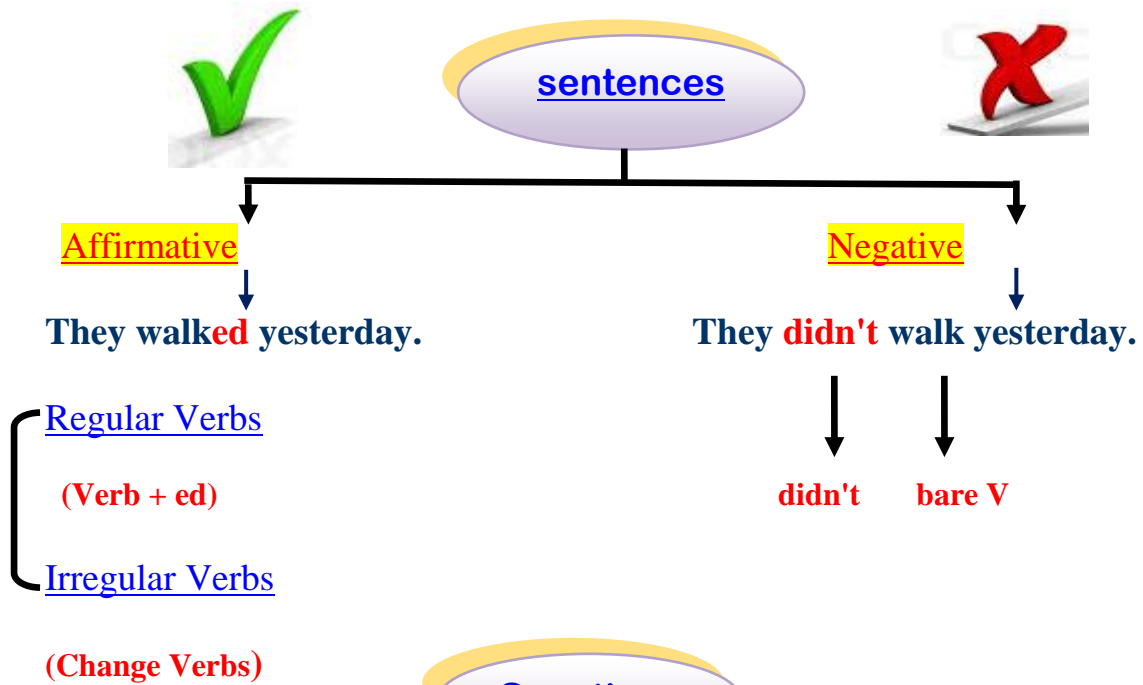 sentences
Affirmative
Negative
They walked yesterday.
They didn't walk yesterday.
Regular Verbs
(Verb + ed)
didn't bare V
Irregular Verbs
(Change Verbs)